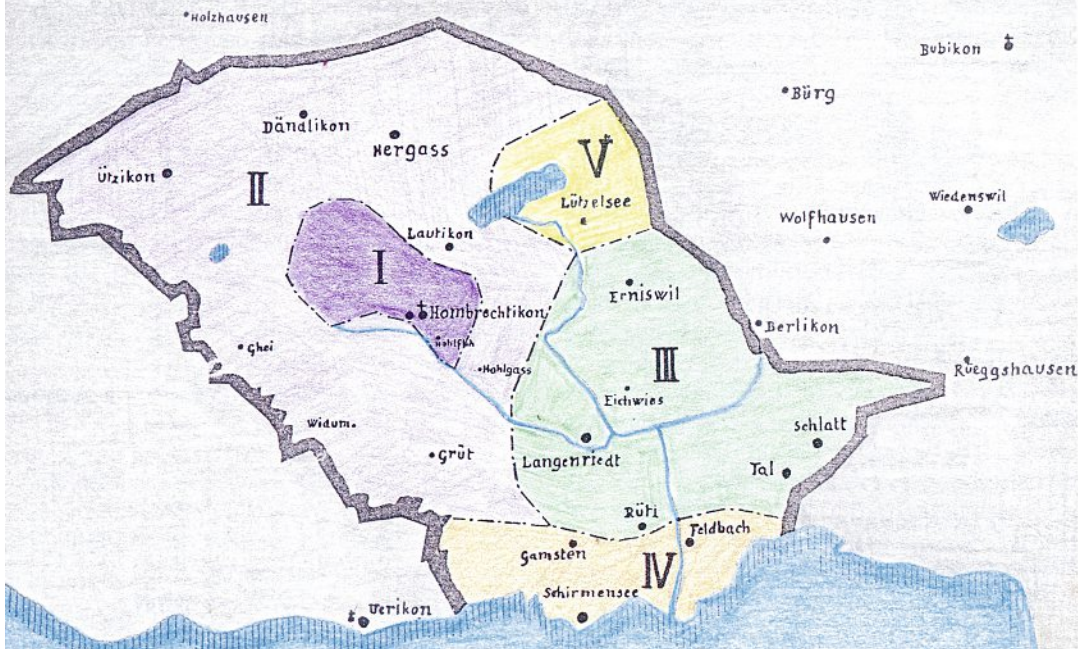 Holzhausen
Bubikon
Bürg
Dändlikon
Hergass
V
Ützikon
II
Lützelsee
Wiedenswil
Wolfhausen
Lautikon
I
Erniswil
Hombrechtikon
Berlikon
Ghei
Hohlgass
III
Rüeggshausen
Eichwies
Widum
Schlatt
Grüt
Langenriedt
Tal
Rüti
Feldbach
Gamsten
IV
Schirmensee
Uerikon